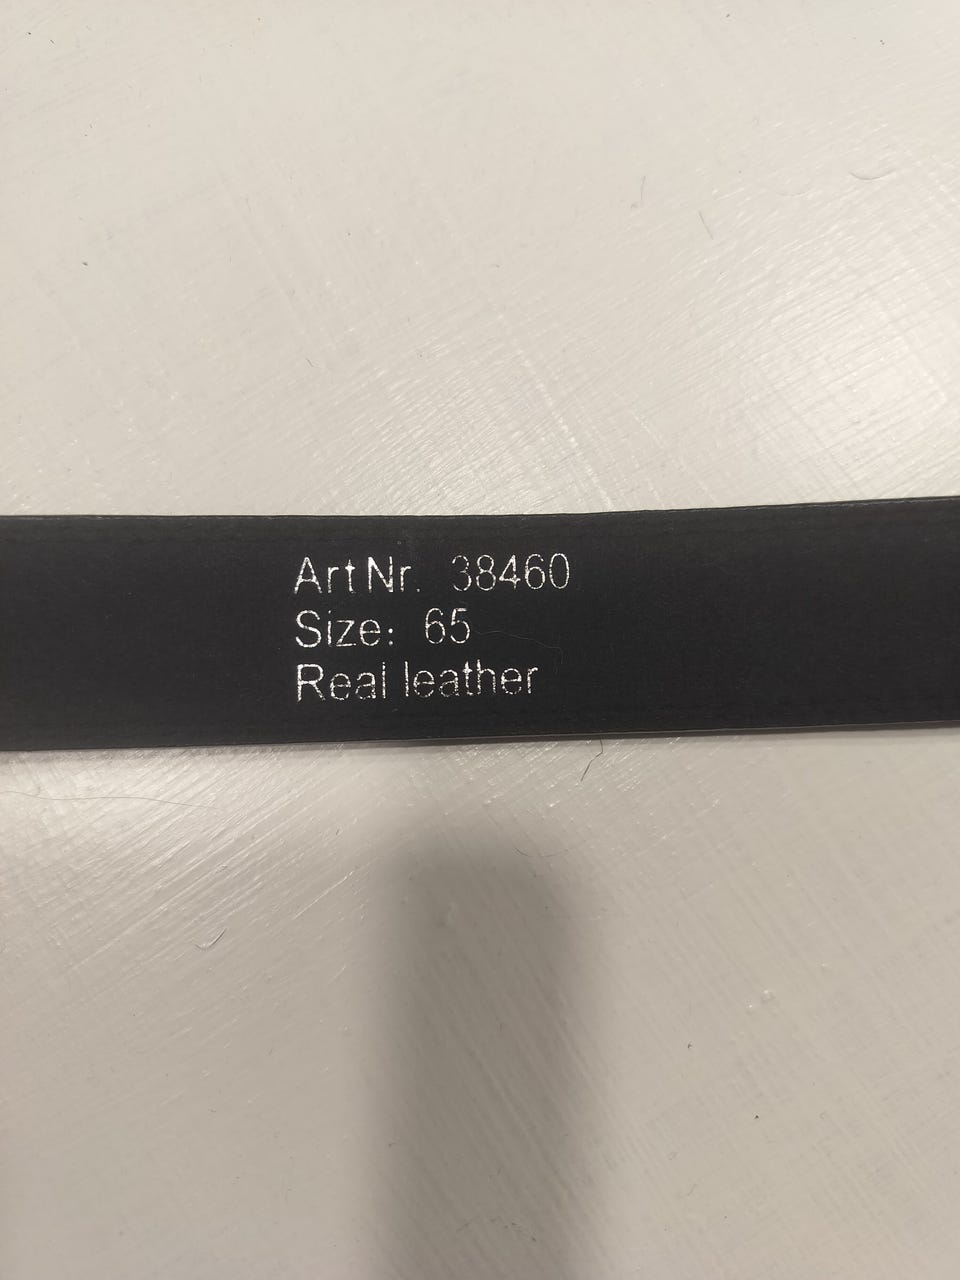 Art Nr. 38460
Size: 65
Real leather